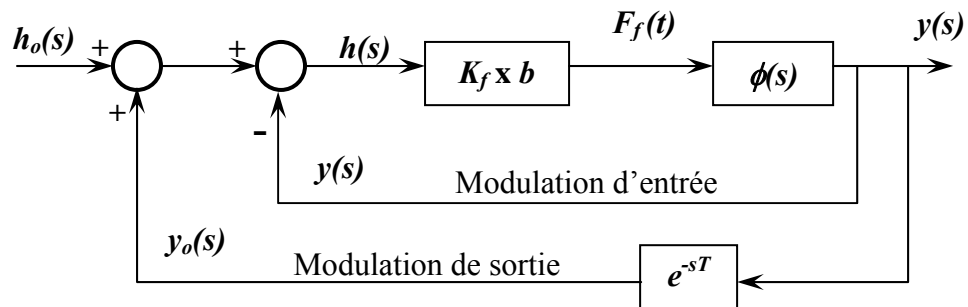 h_o(s)
+
+
+
-
h(s)
K_f x b
F_f(t)
ϕ(s)
y(s)
y(s)
Modulation d’entrée
y_o(s)
Modulation de sortie
e^{-sT}